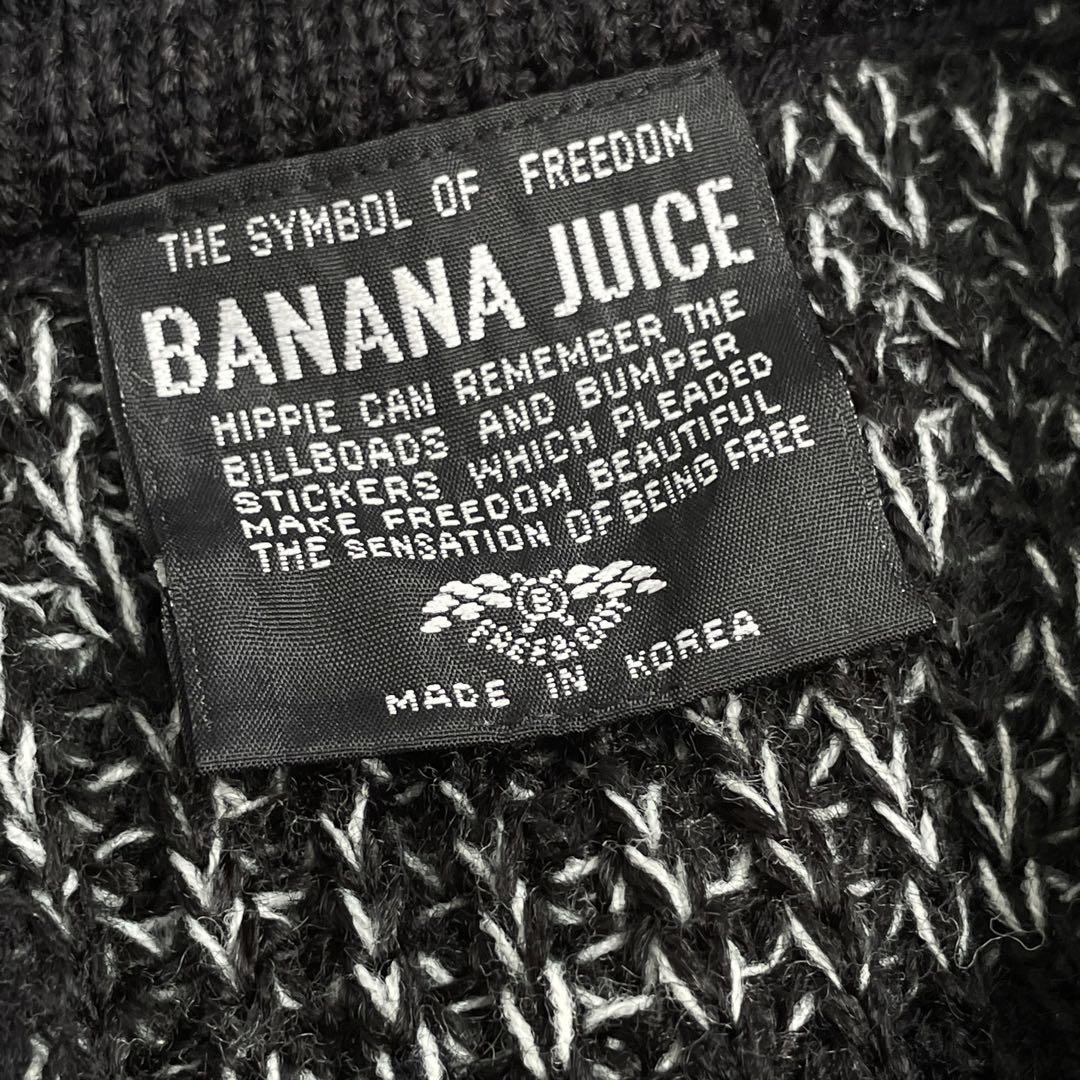 THE SYMBOL OF FREEDOM
BANANA JUICE
HIPPIE CAN REMEMBER THE
BILLBOADS AND BUMPER
STICKERS WHICH PLEADED
MAKE FREEDOM BEAUTIFUL
THE SENSATION OF BEING FREE
B
MADE IN KOREA